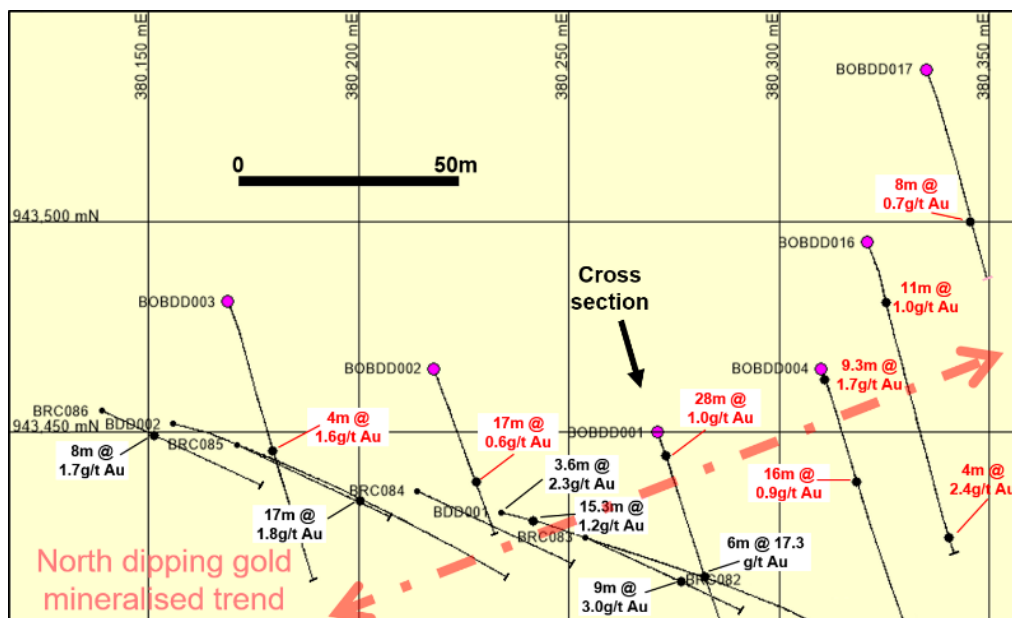 380,150 mE
380,200 mE
380,250 mE
380,300 mE
380,350 mE
BOBDD017
0
50m
8m @
0.7g/t Au
943,500 mN
BOBDD016
Cross
section
11m @
1.0g/t Au
BOBDD003
BOBDD002
BOBDD004
9.3m @
1.7g/t Au
28m @
1.0g/t Au
BRC086
BDD002
943,450 mN
4m @
1.6g/t Au
17m @
0.6g/t Au
BOBDD001
BRC085
8m @
1.7g/t Au
3.6m @
2.3g/t Au
16m @
0.9g/t Au
4m @
2.4g/t Au
BRC084
BDD001
15.3m @
1.2g/t Au
17m @
1.8g/t Au
BRC083
6m @ 17.3
g/t Au
BRC082
9m @
3.0g/t Au
North dipping gold
mineralised trend